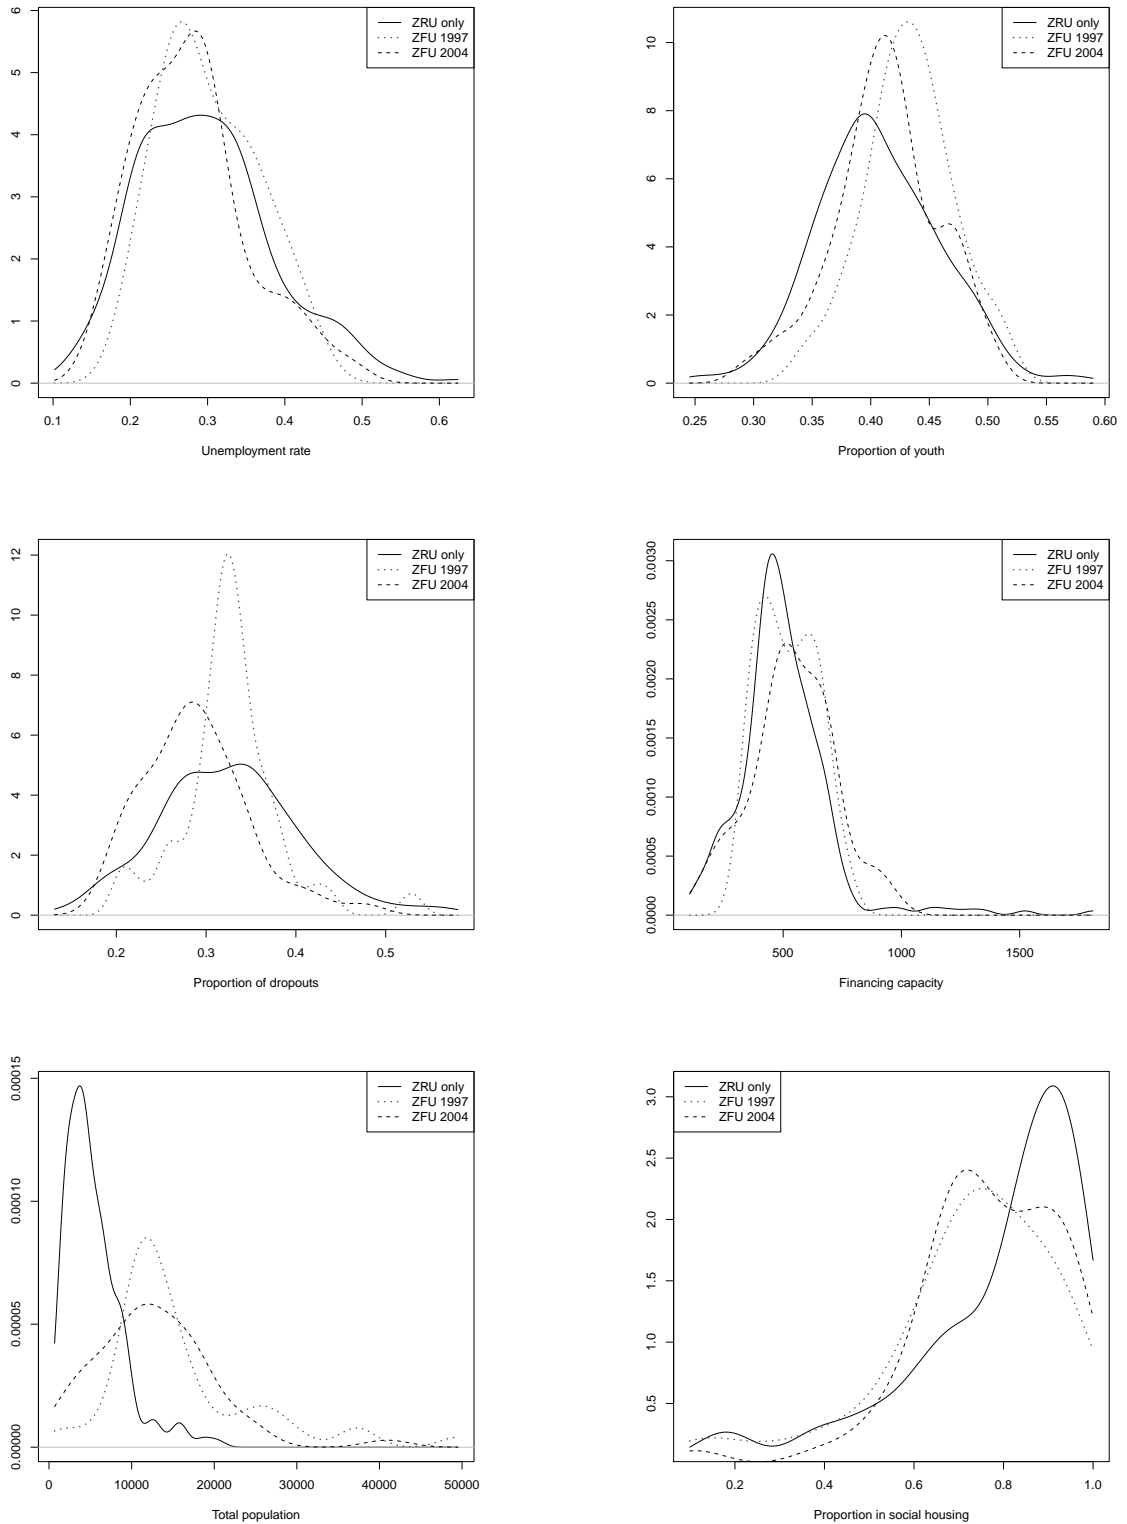 ZRU only
ZFU 1997
ZFU 2004
6
5
4
3
2
1
0
0.1 0.2 0.3 0.4 0.5 0.6
Unemployment rate
ZRU only
ZFU 1997
ZFU 2004
10
8
6
4
2
0
0.25 0.30 0.35 0.40 0.45 0.50 0.55 0.60
Proportion of youth
ZRU only
ZFU 1997
ZFU 2004
12
10
8
6
4
2
0
0.2 0.3 0.4 0.5
Proportion of dropouts
ZRU only
ZFU 1997
ZFU 2004
0.0030
0.0025
0.0020
0.0015
0.0010
0.0005
0.0000
500 1000 1500
Financing capacity
ZRU only
ZFU 1997
ZFU 2004
0.00015
0.00010
0.00005
0.00000
0 10000 20000 30000 40000 50000
Total population
ZRU only
ZFU 1997
ZFU 2004
3.0
2.5
2.0
1.5
1.0
0.5
0.2 0.4 0.6 0.8 1.0
Proportion in social housing